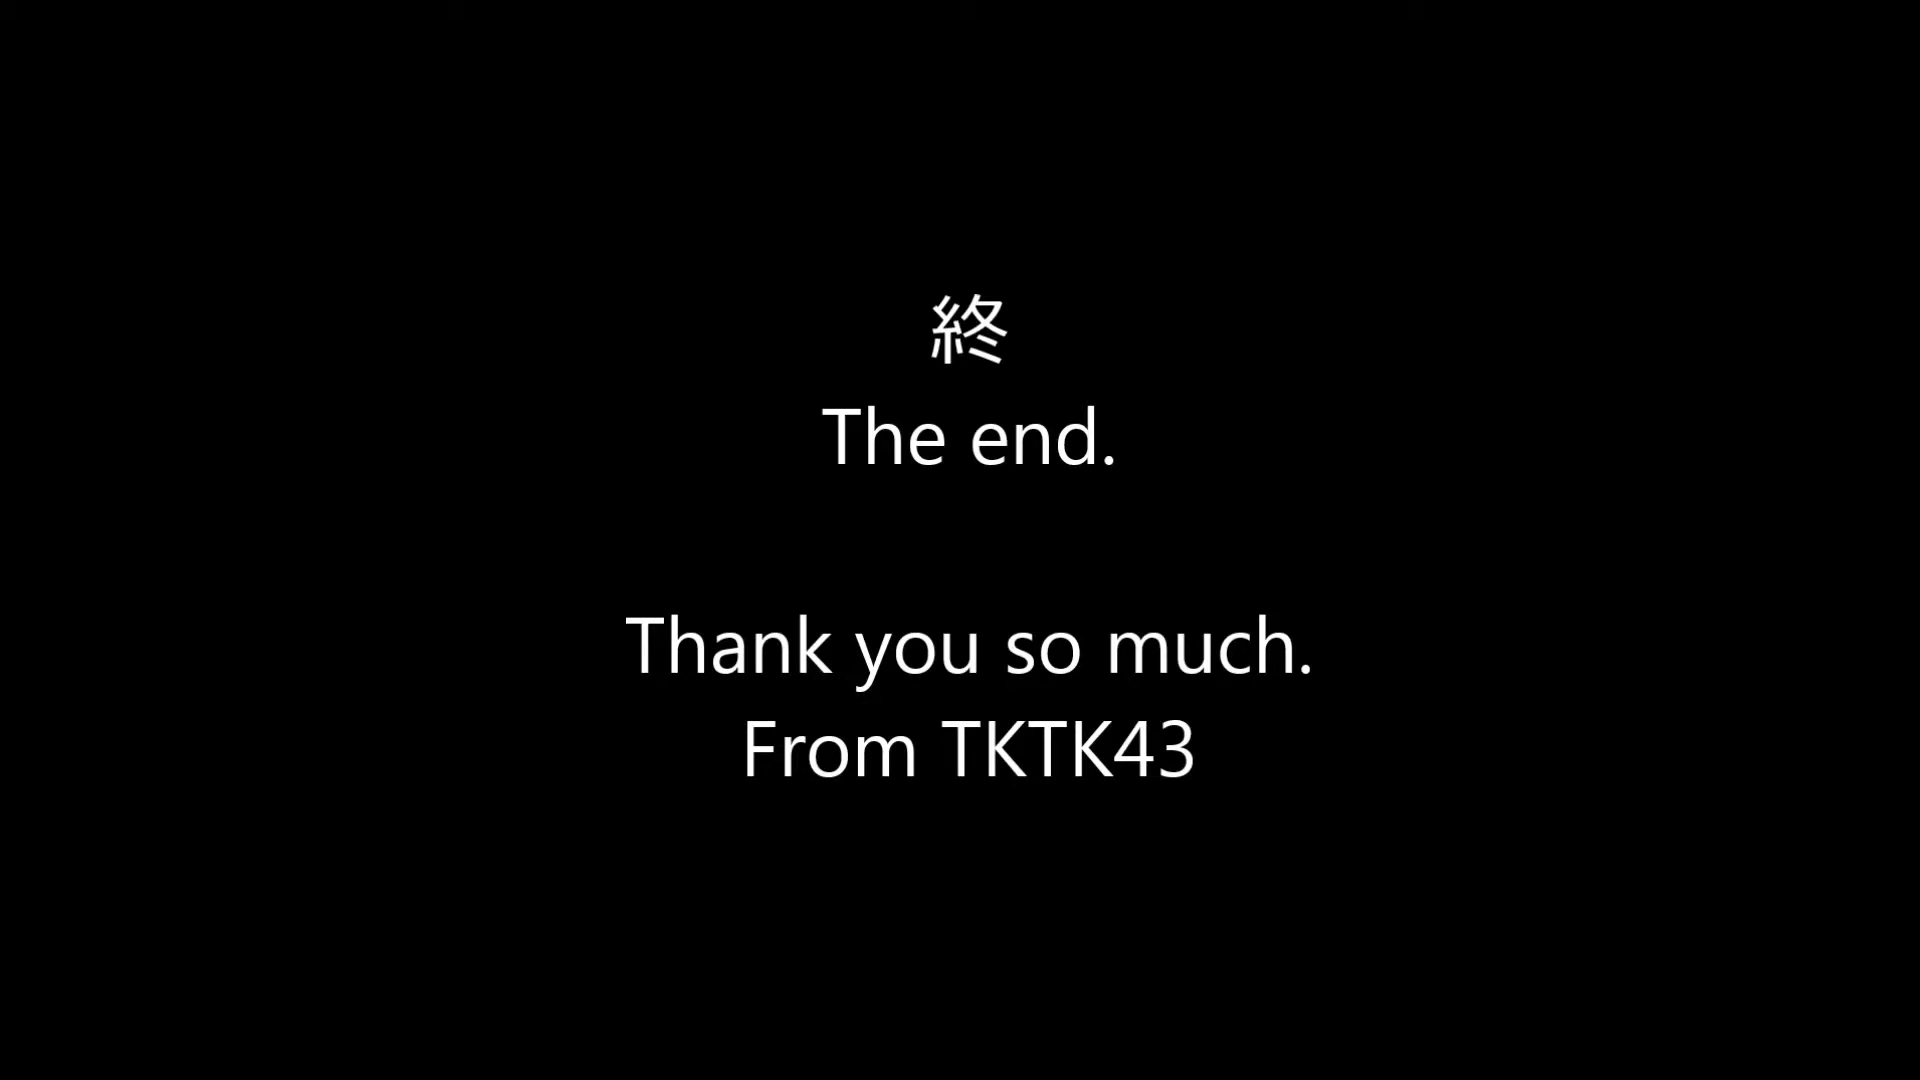 終
The end.
Thank you so much.
From TKTK43